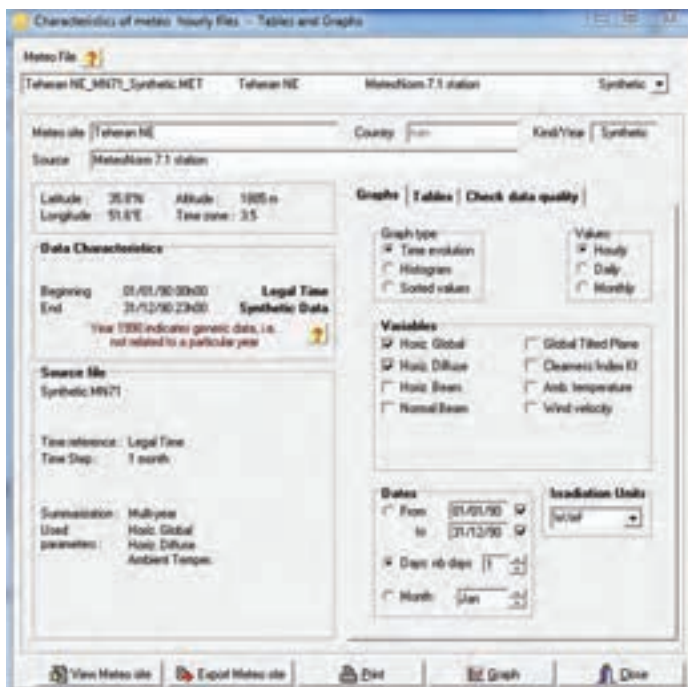 Characteristics of meteo hourly files - Tables and Graphs
Meteo File ?
Teheran NE_MN71_Synthetic.MET Teheran NE MeteoNorm 7.1 station Synthetic
Meteo site Teheran NE Country Iran Kind/Year Synthetic
Source MeteoNorm 7.1 station
Latitude : 35.8°N Altitude :
Longitude 51.6°E Time zone : 3.5
Graphs Tables Check data quality
Graph type
Time evolution
Histogram
Sorted values
Values
Hourly
Daily
Monthly
Data Characteristics
Beginning 01/01/90 00h00 Legal Time
End 31/12/90 23h00 Synthetic Data
Year 1990 indicates generic data, i.e.
not related to a particular year ?
Variables
Horiz. Global
Horiz. Diffuse
Horiz. Beam
Normal Beam
Global Tilted Plane
Clearness Index Kt
Amb. temperature
Wind velocity
Source file
Synthetic MN71
Time reference : Legal Time
Time Step : 1 month
Summarization : Multi-year
Used parameters : Horiz. Global
Horiz. Diffuse
Ambient Temper.
Dates
From 01/01/90
to 31/12/90
Days: nb days 1
Month: Jan
Irradiation Units
View Meteo site Export Meteo site Print Graph Close